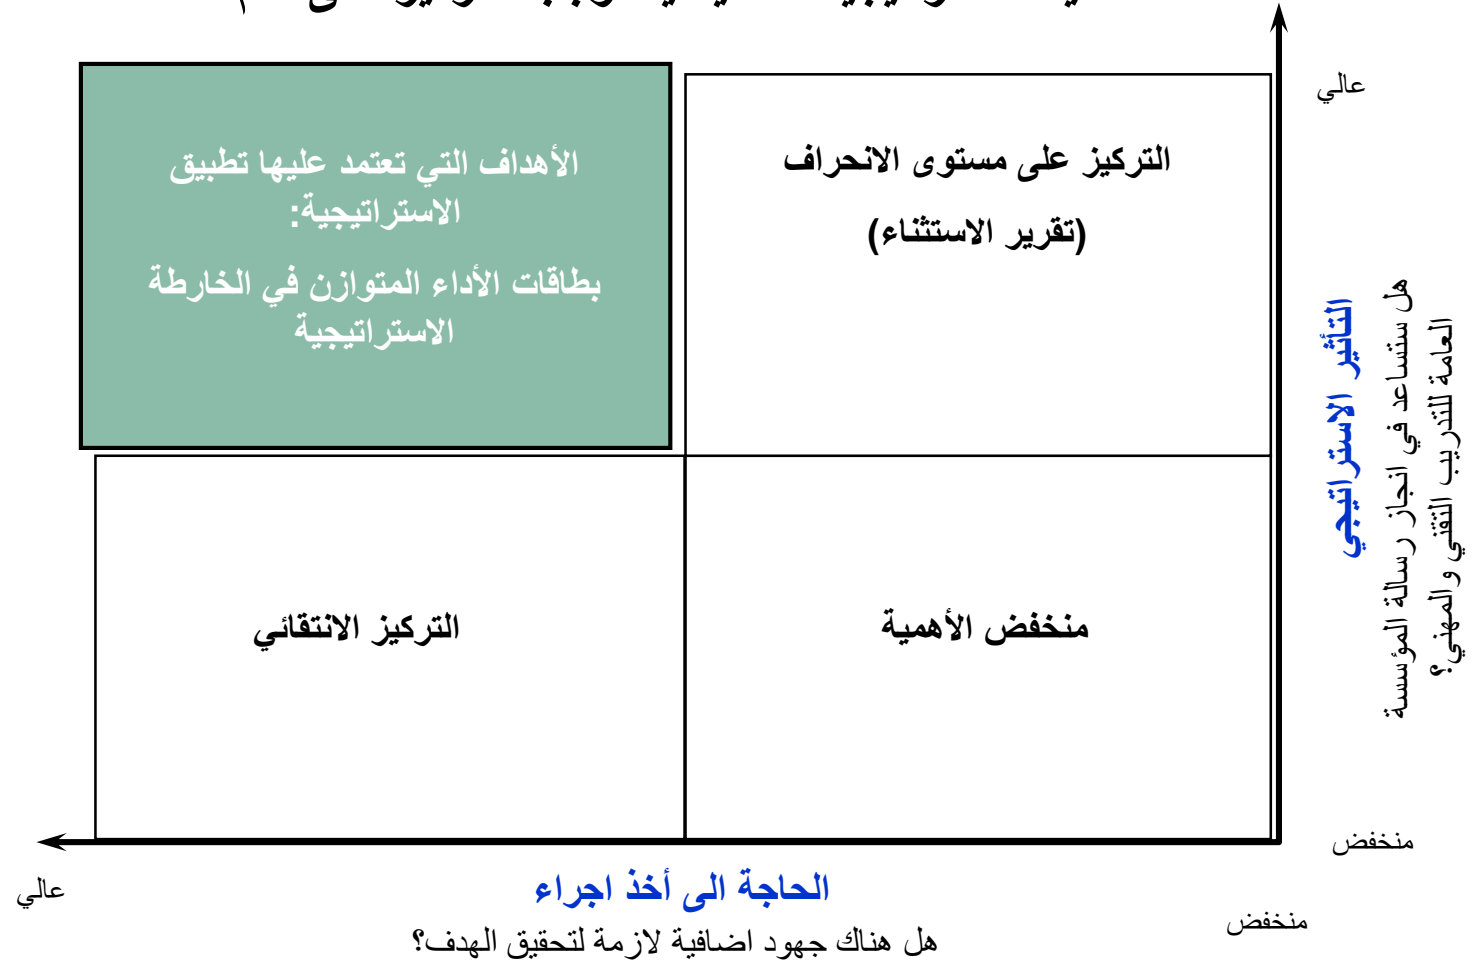 عالي
التركيز على مستوى الانحراف
(تقرير الاستثناء)
الأهداف التي تعتمد عليها تطبيق
الاستراتيجية:
بطاقات الأداء المتوازن في الخارطة
الاستراتيجية
التأثير الاستراتيجي
هل ستساعد في انجاز رسالة المؤسسة
العامة للتدريب التقني والمهني؟
منخفض الأهمية
التركيز الانتقائي
منخفض
الحاجة الى أخذ اجراء
عالي
منخفض
هل هناك جهود اضافية لازمة لتحقيق الهدف؟